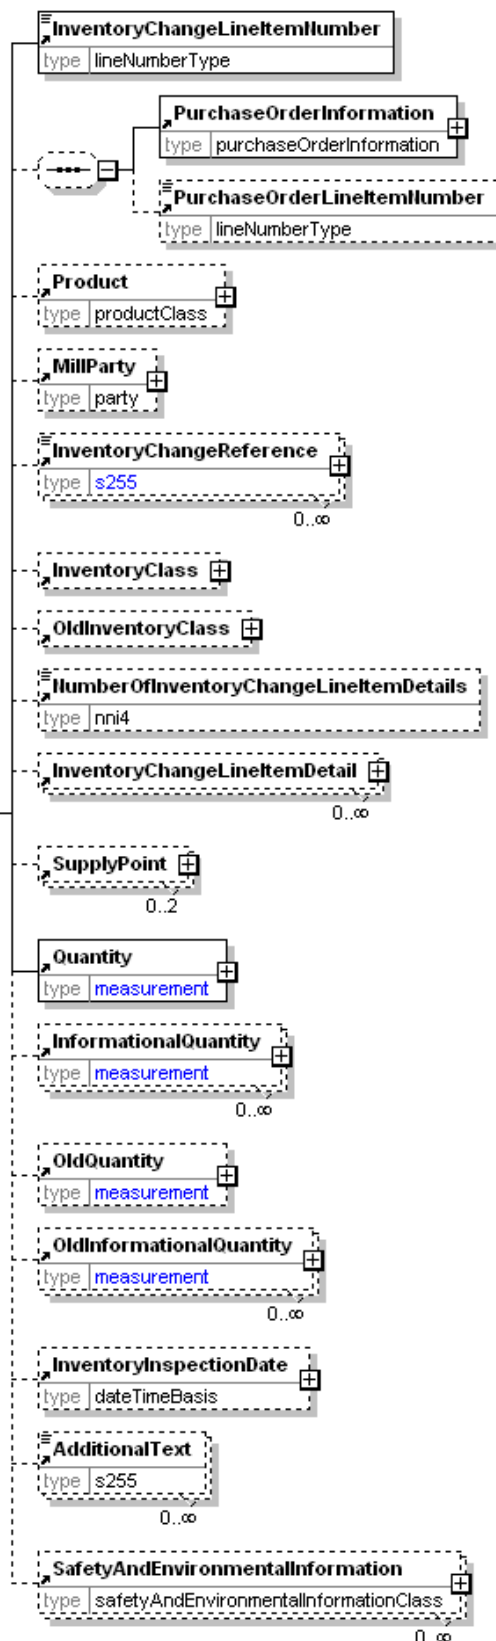 InventoryChangeLineItemNumber
type lineNumberType
PurchaseOrderInformation
type purchaseOrderInformation
PurchaseOrderLineItemNumber
type lineNumberType
Product
type productClass
MillParty
type party
InventoryChangeReference
type s255
0..∞
InventoryClass
OldInventoryClass
NumberOfInventoryChangeLineItemDetails
type nni4
InventoryChangeLineItemDetail
0..∞
SupplyPoint
0..2
Quantity
type measurement
InformationalQuantity
type measurement
0..∞
OldQuantity
type measurement
OldInformationalQuantity
type measurement
0..∞
InventoryInspectionDate
type dateTimeBasis
AdditionalText
type s255
0..∞
SafetyAndEnvironmentalInformation
type safetyAndEnvironmentalInformationClass
0..∞